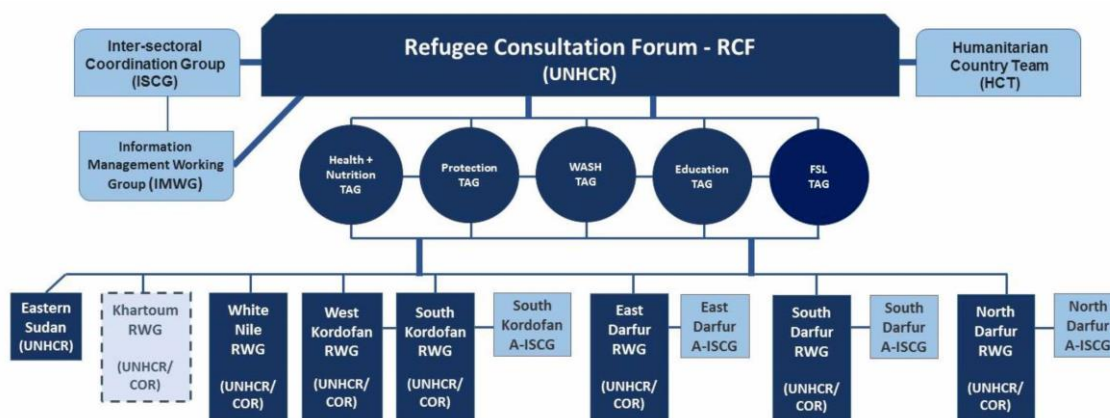 Inter-sectoral
Coordination Group
(ISCG)
Refugee Consultation Forum - RCF
(UNHCR)
Humanitarian
Country Team
(HCT)
Information
Management Working
Group (IMWG)
Health +
Nutrition
TAG
Protection
TAG
WASH
TAG
Education
TAG
FSL
TAG
Eastern
Sudan
(UNHCR)
Khartoum
RWG
(UNHCR/
COR)
White
Nile
RWG
(UNHCR/
COR)
West
Kordofan
RWG
(UNHCR/
COR)
South
Kordofan
RWG
(UNHCR/
COR)
South
Kordofan
A-ISCG
East
Darfur
RWG
(UNHCR/
COR)
East
Darfur
A-ISCG
South
Darfur
RWG
(UNHCR/
COR)
South
Darfur
A-ISCG
North
Darfur
RWG
(UNHCR/
COR)
North
Darfur
A-ISCG